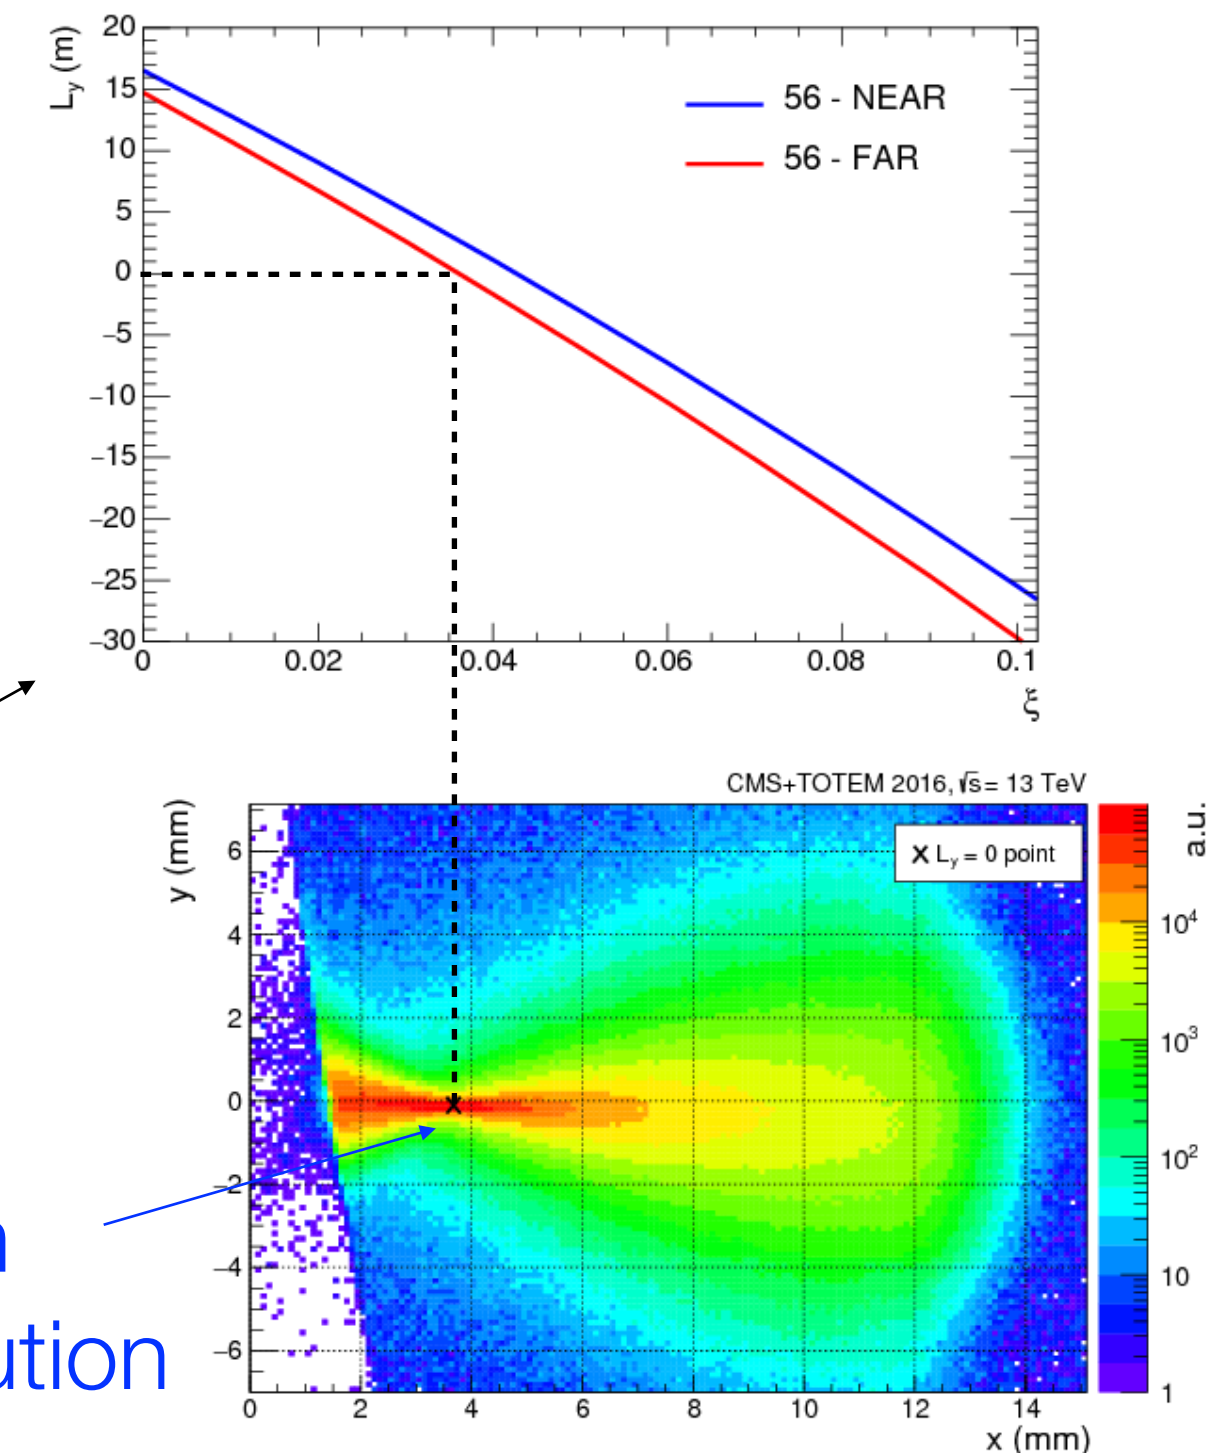 20
15
10
5
0
−5
−10
−15
−20
−25
−30
L_y (m)
56 - NEAR
56 - FAR
0 0.02 0.04 0.06 0.08 0.1
ξ
CMS+TOTEM 2016, √s = 13 TeV
y (mm)
6
4
2
0
−2
−4
−6
X L_y = 0 point
a.u.
10^4
10^3
10^2
10
1
0 2 4 6 8 10 12 14
x (mm)